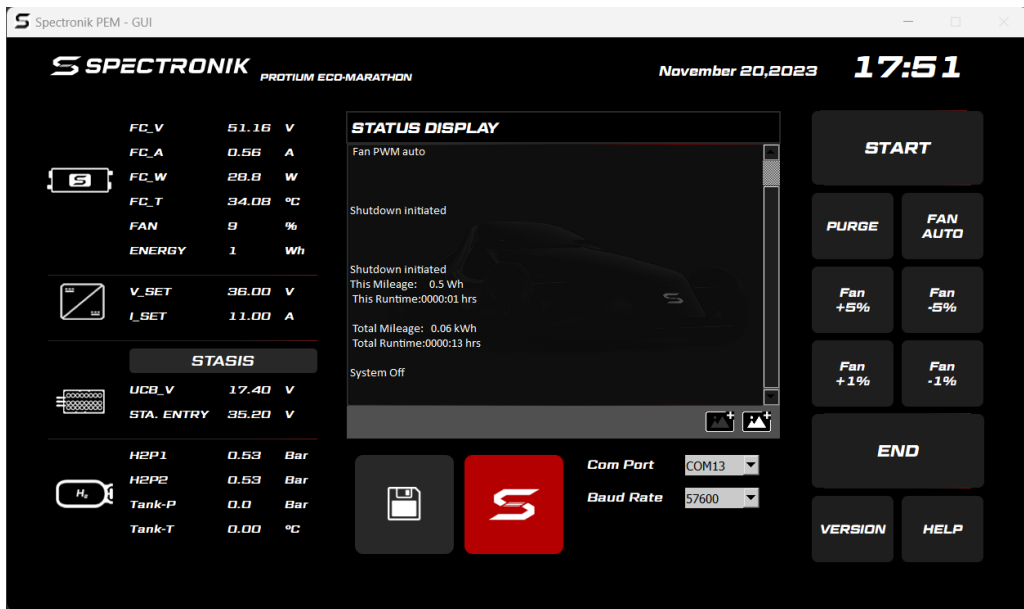 Spectronik PEM - GUI
SPECTRONIK PROTIUM ECO-MARATHON
November 20,2023 17:51
FC_V 51.16 V
FC_A 0.56 A
FC_W 28.8 W
FC_T 34.08 ºC
FAN 9 %
ENERGY 1 Wh
V_SET 36.00 V
I_SET 11.00 A
STASIS
UCB_V 17.40 V
STA. ENTRY 35.20 V
H2P1 0.53 Bar
H2P2 0.53 Bar
Tank-P 0.0 Bar
Tank-T 0.00 ºC
H₂
STATUS DISPLAY
Fan PWM auto
Shutdown initiated
Shutdown initiated
This Mileage: 0.5 Wh
This Runtime:0000:01 hrs
Total Mileage: 0.06 kWh
Total Runtime:0000:13 hrs
System Off
Com Port COM13
Baud Rate 57600
START
PURGE
FAN
AUTO
Fan
+5%
Fan
-5%
Fan
+1%
Fan
-1%
END
VERSION
HELP